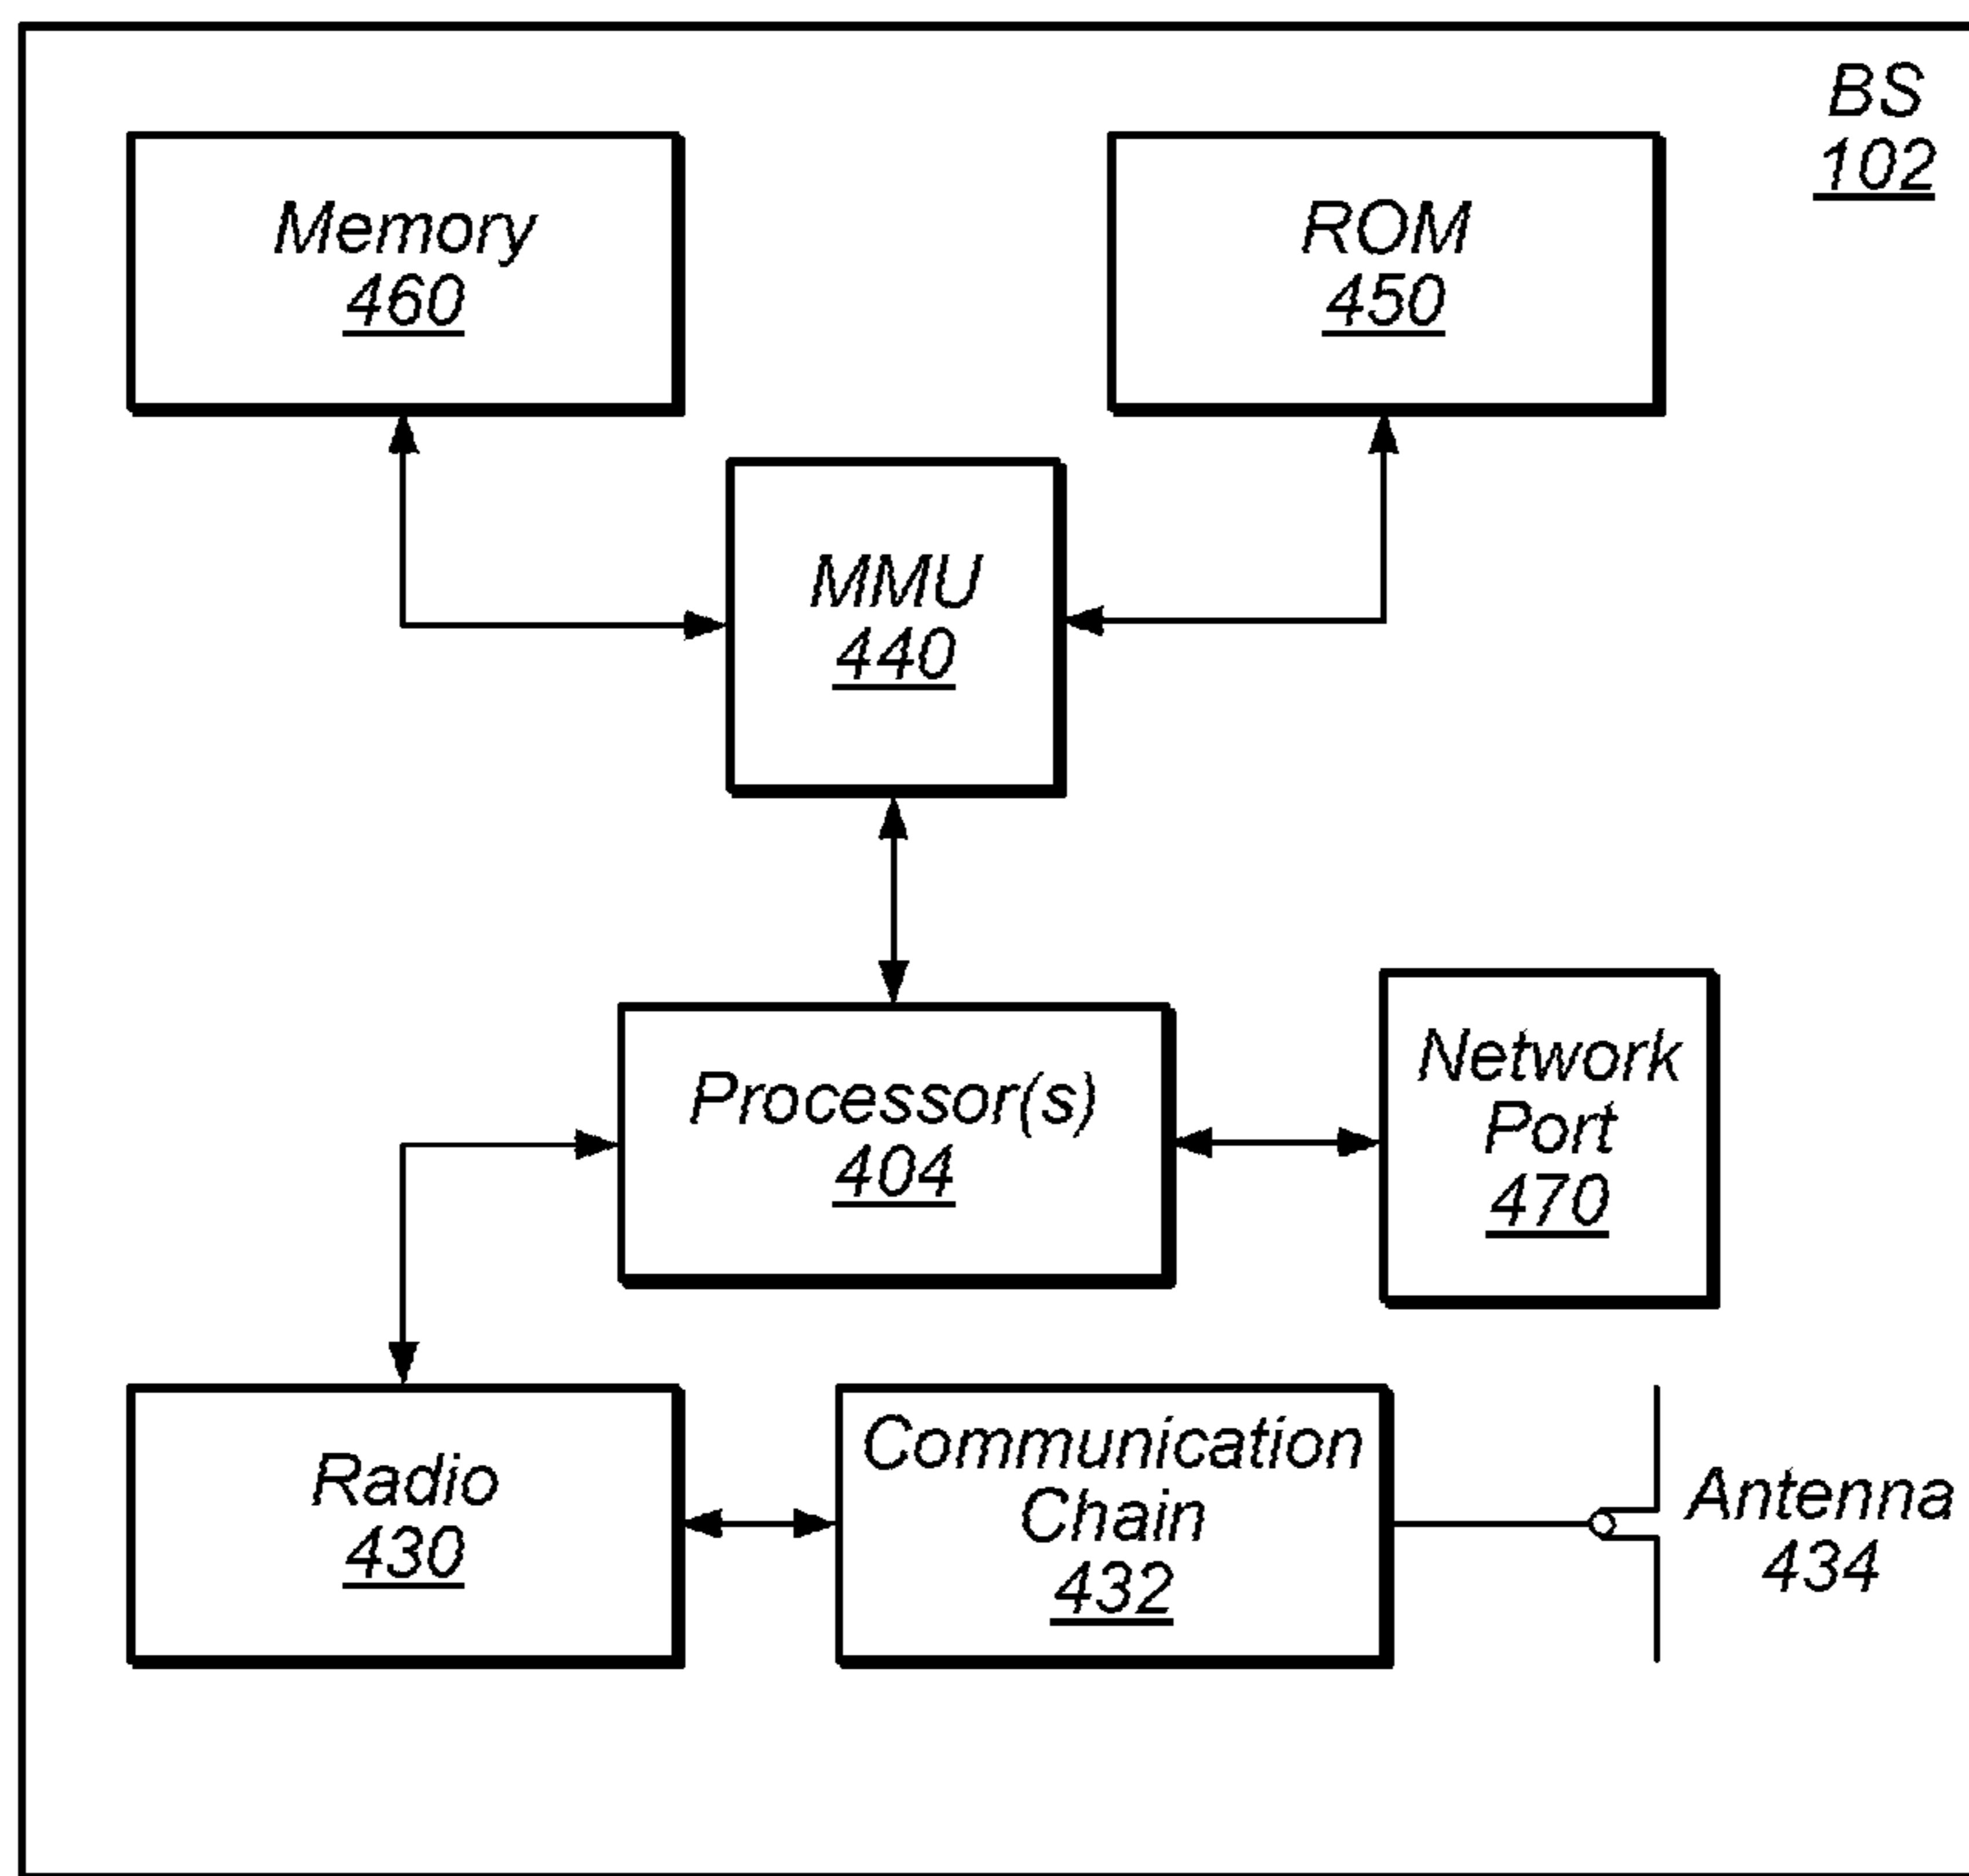 BS
102
Memory
460
ROM
450
MMU
440
Processor(s)
404
Network
Port
470
Radio
430
Communication
Chain
432
Antenna
434